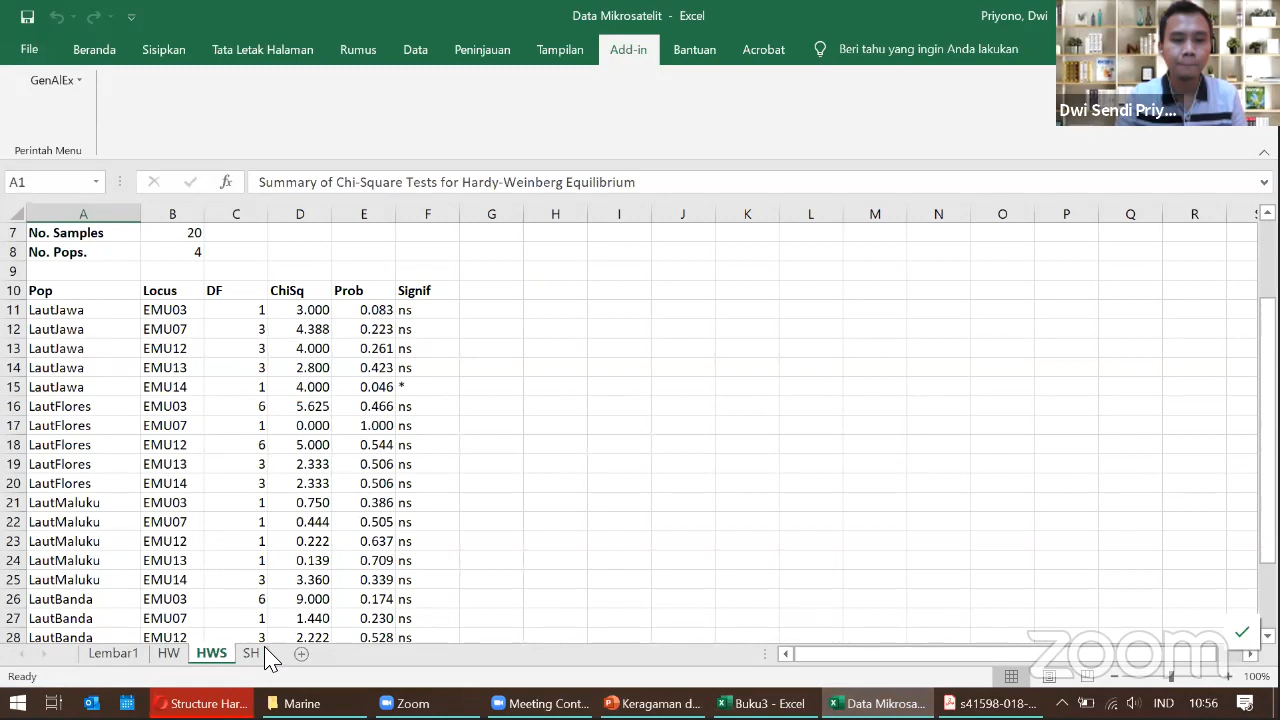 Data Mikrosatelit - Excel
Priyono, Dwi
File Beranda Sisipkan Tata Letak Halaman Rumus Data Peninjauan Tampilan Add-in Bantuan Acrobat Beri tahu yang ingin Anda lakukan
GenAlEx
Dwi Sendi Priy...
Perintah Menu
A1 fx Summary of Chi-Square Tests for Hardy-Weinberg Equilibrium
A B C D E F G H I J K L M N O P Q R S
7 No. Samples 20
8 No. Pops. 4
9
10 Pop Locus DF ChiSq Prob Signif
11 LautJawa EMU03 1 3.000 0.083 ns
12 LautJawa EMU07 3 4.388 0.223 ns
13 LautJawa EMU12 3 4.000 0.261 ns
14 LautJawa EMU13 3 2.800 0.423 ns
15 LautJawa EMU14 1 4.000 0.046 *
16 LautFlores EMU03 6 5.625 0.466 ns
17 LautFlores EMU07 1 0.000 1.000 ns
18 LautFlores EMU12 6 5.000 0.544 ns
19 LautFlores EMU13 3 2.333 0.506 ns
20 LautFlores EMU14 3 2.333 0.506 ns
21 LautMaluku EMU03 1 0.750 0.386 ns
22 LautMaluku EMU07 1 0.444 0.505 ns
23 LautMaluku EMU12 1 0.222 0.637 ns
24 LautMaluku EMU13 1 0.139 0.709 ns
25 LautMaluku EMU14 3 3.360 0.339 ns
26 LautBanda EMU03 6 9.000 0.174 ns
27 LautBanda EMU07 1 1.440 0.230 ns
28 LautBanda EMU12 3 2.222 0.528 ns
Lembar1 HW HWS SH
zoom
Ready 100%
Structure Har... Marine Zoom Meeting Cont... Keragaman d... Buku3 - Excel Data Mikrosa... s41598-018-... IND 10:56